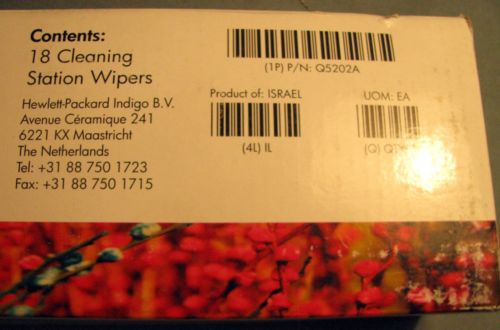 Contents:
18 Cleaning
Station Wipers
Hewlett-Packard Indigo B.V.
Avenue Céramique 241
6221 KX Maastricht
The Netherlands
Tel: +31 88 750 1723
Fax: +31 88 750 1715
(1P) P/N: Q5202A
Product of: ISRAEL
(4L) IL
UOM: EA
(Q)